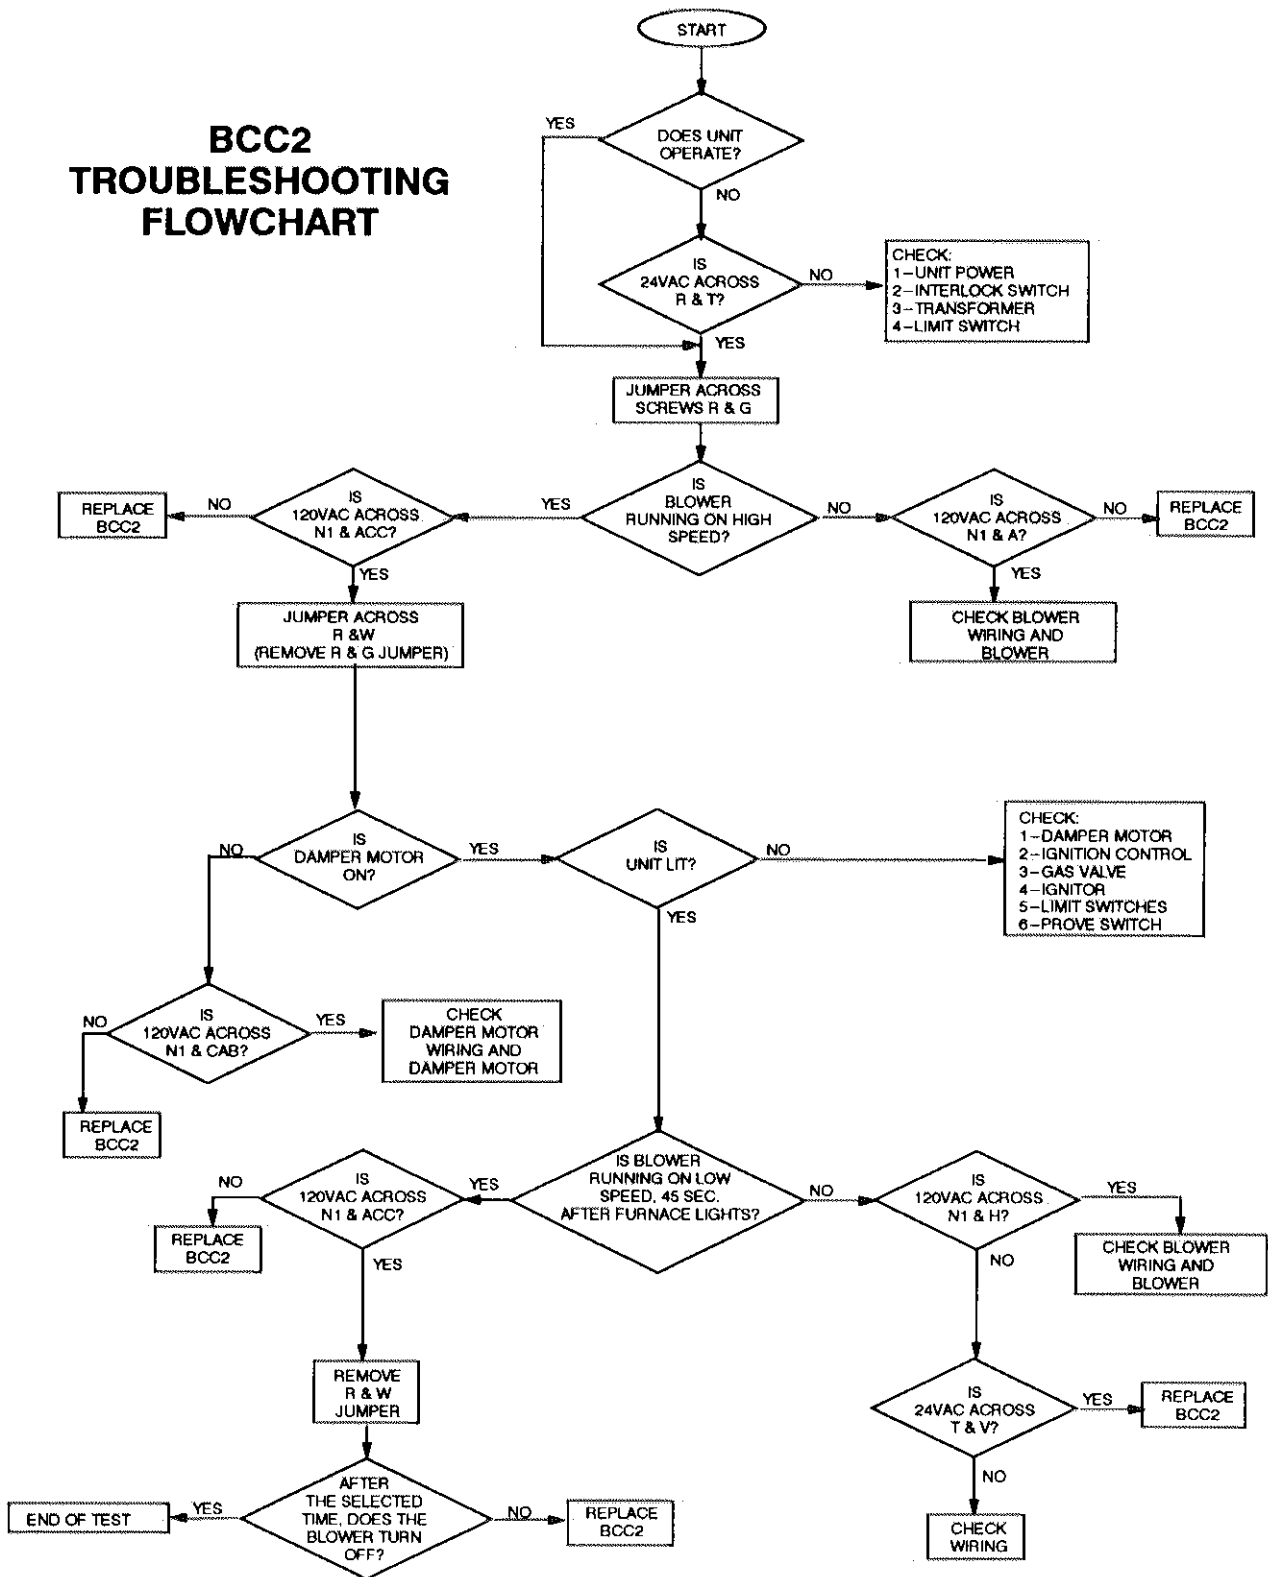 START
BCC2
TROUBLESHOOTING
FLOWCHART
YES
DOES UNIT
OPERATE?
NO
IS
24VAC ACROSS
R & T?
NO
CHECK:
1–UNIT POWER
2–INTERLOCK SWITCH
3–TRANSFORMER
4–LIMIT SWITCH
YES
JUMPER ACROSS
SCREWS R & G
REPLACE
BCC2
NO
IS
120VAC ACROSS
N1 & ACC?
YES
IS
BLOWER
RUNNING ON HIGH
SPEED?
NO
IS
120VAC ACROSS
N1 & A?
NO
REPLACE
BCC2
YES
YES
JUMPER ACROSS
R &W
(REMOVE R & G JUMPER)
CHECK BLOWER
WIRING AND
BLOWER
NO
IS
DAMPER MOTOR
ON?
YES
IS
UNIT LIT?
NO
CHECK:
1–DAMPER MOTOR
2–IGNITION CONTROL
3–GAS VALVE
4–IGNITOR
5–LIMIT SWITCHES
6–PROVE SWITCH
YES
NO
IS
120VAC ACROSS
N1 & CAB?
YES
CHECK
DAMPER MOTOR
WIRING AND
DAMPER MOTOR
REPLACE
BCC2
NO
IS
120VAC ACROSS
N1 & ACC?
YES
IS BLOWER
RUNNING ON LOW
SPEED, 45 SEC.
AFTER FURNACE LIGHTS?
NO
IS
120VAC ACROSS
N1 & H?
YES
REPLACE
BCC2
YES
NO
CHECK BLOWER
WIRING AND
BLOWER
REMOVE
R & W
JUMPER
IS
24VAC ACROSS
T & V?
YES
REPLACE
BCC2
NO
END OF TEST
YES
AFTER
THE SELECTED
TIME, DOES THE
BLOWER TURN
OFF?
NO
REPLACE
BCC2
CHECK
WIRING